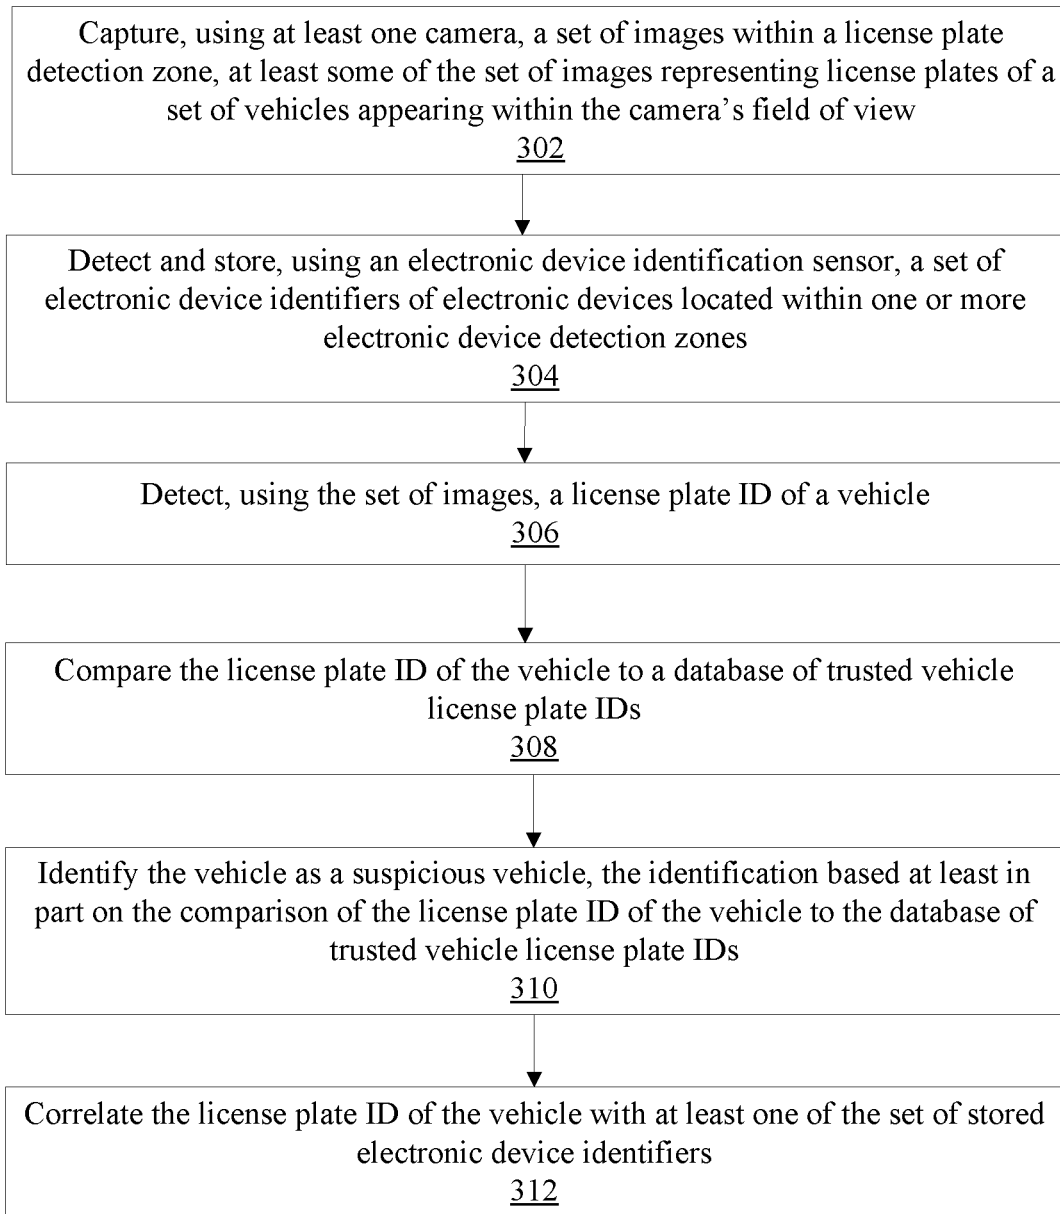 Capture, using at least one camera, a set of images within a license plate
detection zone, at least some of the set of images representing license plates of a
set of vehicles appearing within the camera’s field of view
302
Detect and store, using an electronic device identification sensor, a set of
electronic device identifiers of electronic devices located within one or more
electronic device detection zones
304
Detect, using the set of images, a license plate ID of a vehicle
306
Compare the license plate ID of the vehicle to a database of trusted vehicle
license plate IDs
308
Identify the vehicle as a suspicious vehicle, the identification based at least in
part on the comparison of the license plate ID of the vehicle to the database of
trusted vehicle license plate IDs
310
Correlate the license plate ID of the vehicle with at least one of the set of stored
electronic device identifiers
312